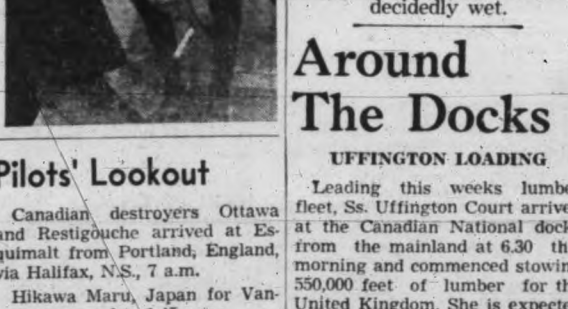 Pilots' Lookout
Canadian destroyers Ottawa
and Restigouche arrived at Es-
quimalt from Portland, England,
via Halifax, N.S., 7 a.m.
Hikawa Maru, Japan for Van-
decidedly wet.
Around
The Docks
UFFINGTON LOADING
Leading this weeks lumbe
fleet, Ss. Uffington Court arrive
at the Canadian National dock
from the mainland at 6.30 th
morning and commenced stowin
550,000 feet of lumber for th
United Kingdom. She is expecte